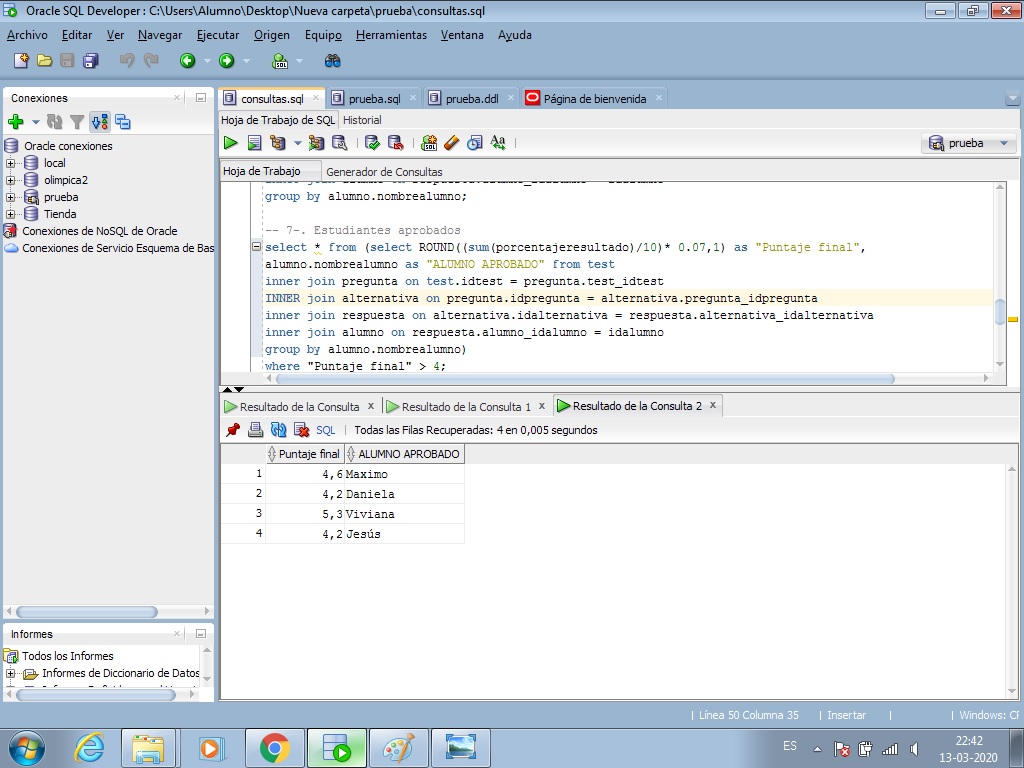 Oracle SQL Developer : C:\Users\Alumno\Desktop\Nueva carpeta\prueba\consultas.sql
Archivo Editar Ver Navegar Ejecutar Origen Equipo Herramientas Ventana Ayuda
Conexiones
Oracle conexiones
local
olimpica2
prueba
Tienda
Conexiones de NoSQL de Oracle
Conexiones de Servicio Esquema de Bas
Informes
Todos los Informes
Informes de Diccionario de Datos
consultas.sql prueba.sql prueba.ddl Página de bienvenida
Hoja de Trabajo de SQL Historial
prueba
Hoja de Trabajo Generador de Consultas
inner join alumno on respuesta.alumno_idalumno = idalumno
group by alumno.nombrealumno;
-- 7-. Estudiantes aprobados
select * from (select ROUND((sum(porcentajeresultado)/10)* 0.07,1) as "Puntaje final",
alumno.nombrealumno as "ALUMNO APROBADO" from test
inner join pregunta on test.idtest = pregunta.test_idtest
INNER join alternativa on pregunta.idpregunta = alternativa.pregunta_idpregunta
inner join respuesta on alternativa.idalternativa = respuesta.alternativa_idalternativa
inner join alumno on respuesta.alumno_idalumno = idalumno
group by alumno.nombrealumno)
where "Puntaje final" > 4;
Resultado de la Consulta x Resultado de la Consulta 1 x Resultado de la Consulta 2 x
SQL | Todas las Filas Recuperadas: 4 en 0,005 segundos
Puntaje final ALUMNO APROBADO
1 4,6 Maximo
2 4,2 Daniela
3 5,3 Viviana
4 4,2 Jesús
| Línea 50 Columna 35 | Insertar | | Windows: CR
ES
22:42
13-03-2020